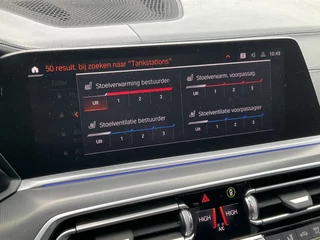 50 result. bij zoeken naar "Tankstations"
10:43
Stoelverwarming bestuurder
Uit 1 2 3
Stoelverwarm. voorpassag.
Uit 1 2 3
Stoelventilatie bestuurder
Uit 1 2 3
Stoelventilatie voorpassagier
Uit 1 2 3
HIGH HIGH